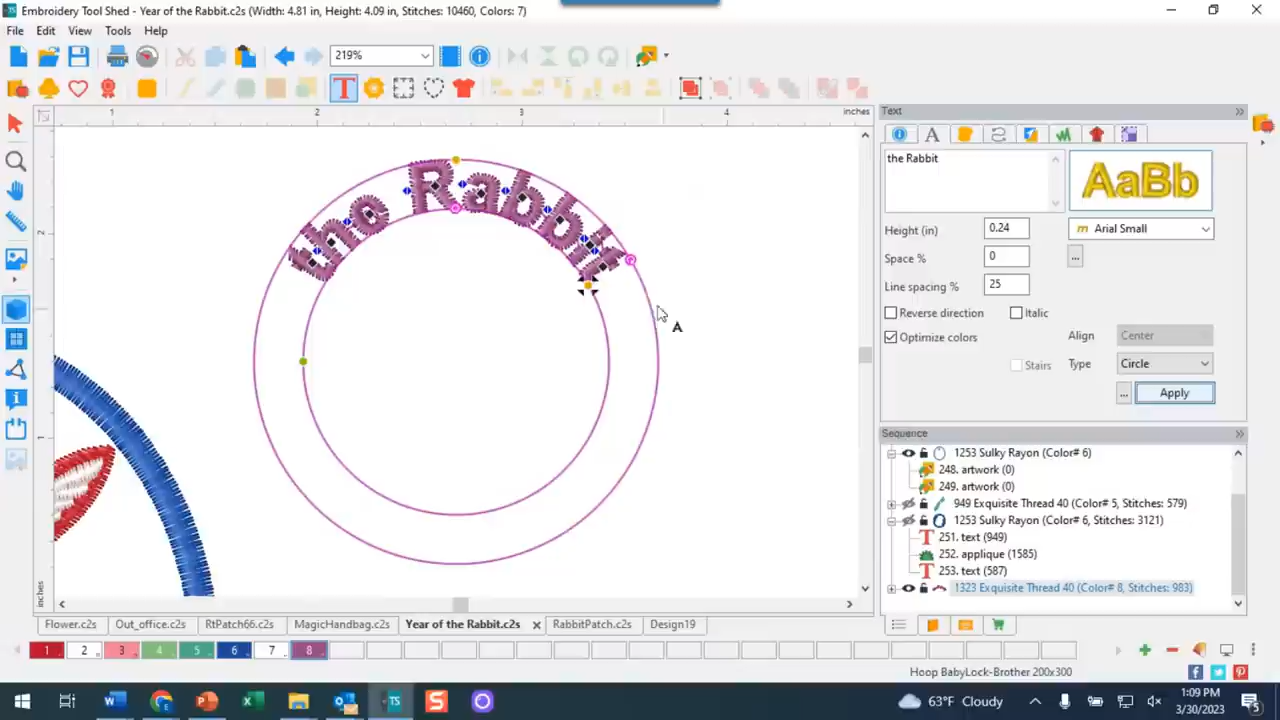 Embroidery Tool Shed - Year of the Rabbit.c2s (Width: 4.81 in, Height: 4.09 in, Stitches: 10460, Colors: 7)
File Edit View Tools Help
219%
1 2 3 4 inches
2
1
inches
the Rabbit
A
Text
the Rabbit
AaBb
Height (in) 0.24 m Arial Small
Space % 0 ...
Line spacing % 25
Reverse direction Italic
Optimize colors Align Center
Stairs Type Circle
... Apply
Sequence
1253 Sulky Rayon (Color# 6)
248. artwork (0)
249. artwork (0)
949 Exquisite Thread 40 (Color# 5, Stitches: 579)
1253 Sulky Rayon (Color# 6, Stitches: 3121)
251. text (949)
252. applique (1585)
253. text (587)
1323 Exquisite Thread 40 (Color# 8, Stitches: 983)
Flower.c2s Out_office.c2s RtPatch66.c2s MagicHandbag.c2s Year of the Rabbit.c2s RabbitPatch.c2s Design19
1 2 3 4 5 6 7 8
Hoop BabyLock-Brother 200x300
63°F Cloudy
1:09 PM
3/30/2023